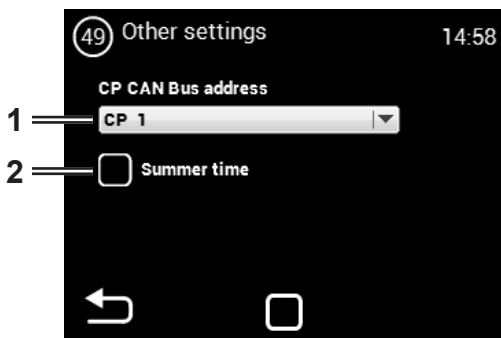 49 Other settings 14:58
CP CAN Bus address
1 CP 1
2 Summer time